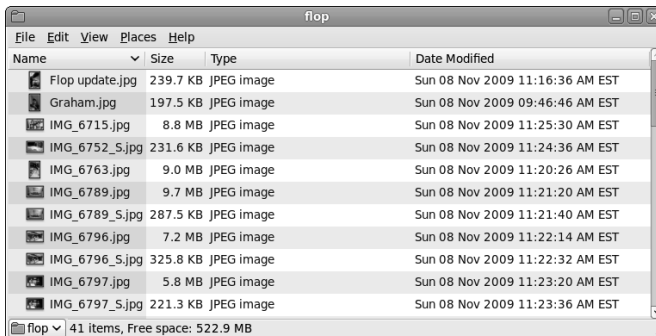 flop
File Edit View Places Help
Name Size Type Date Modified
Flop update.jpg 239.7 KB JPEG image Sun 08 Nov 2009 11:16:36 AM EST
Graham.jpg 197.5 KB JPEG image Sun 08 Nov 2009 09:46:46 AM EST
IMG_6715.jpg 8.8 MB JPEG image Sun 08 Nov 2009 11:25:30 AM EST
IMG_6752_S.jpg 231.6 KB JPEG image Sun 08 Nov 2009 11:24:36 AM EST
IMG_6763.jpg 9.0 MB JPEG image Sun 08 Nov 2009 11:20:26 AM EST
IMG_6789.jpg 9.7 MB JPEG image Sun 08 Nov 2009 11:21:20 AM EST
IMG_6789_S.jpg 287.5 KB JPEG image Sun 08 Nov 2009 11:21:40 AM EST
IMG_6796.jpg 7.2 MB JPEG image Sun 08 Nov 2009 11:22:14 AM EST
IMG_6796_S.jpg 325.8 KB JPEG image Sun 08 Nov 2009 11:22:32 AM EST
IMG_6797.jpg 5.8 MB JPEG image Sun 08 Nov 2009 11:23:20 AM EST
IMG_6797_S.jpg 221.3 KB JPEG image Sun 08 Nov 2009 11:23:36 AM EST
flop 41 items, Free space: 522.9 MB